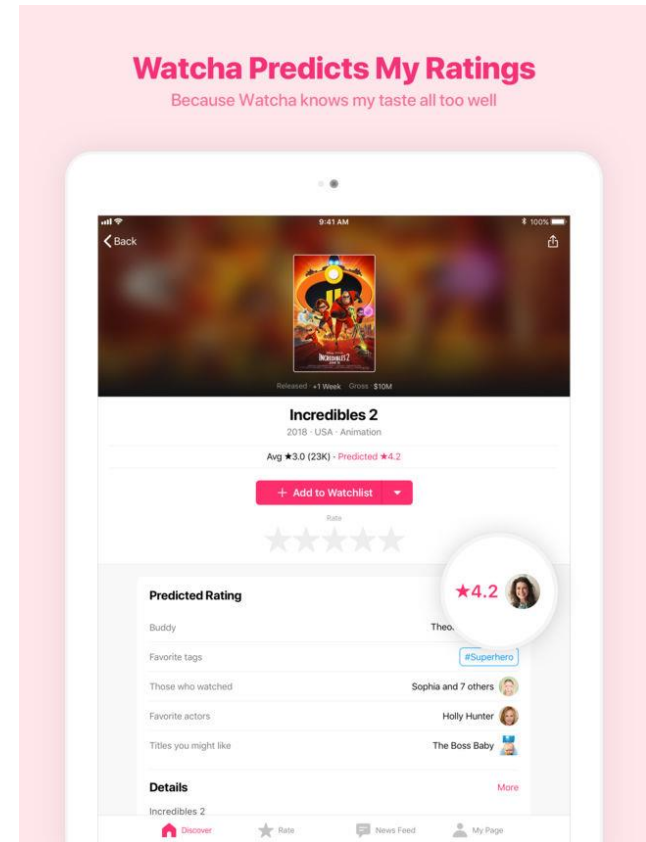 Watcha Predicts My Ratings
Because Watcha knows my taste all too well
9:41 AM
100%
Back
INCREDIBLES 2
Released · +1 Week Gross · $10M
Incredibles 2
2018 · USA · Animation
Avg ★3.0 (23K) - Predicted ★4.2
+ Add to Watchlist
Rate
★4.2
Predicted Rating
Buddy
Favorite tags #Superhero
Those who watched Sophia and 7 others
Favorite actors Holly Hunter
Titles you might like The Boss Baby
Details More
Incredibles 2
Discover Rate News Feed My Page